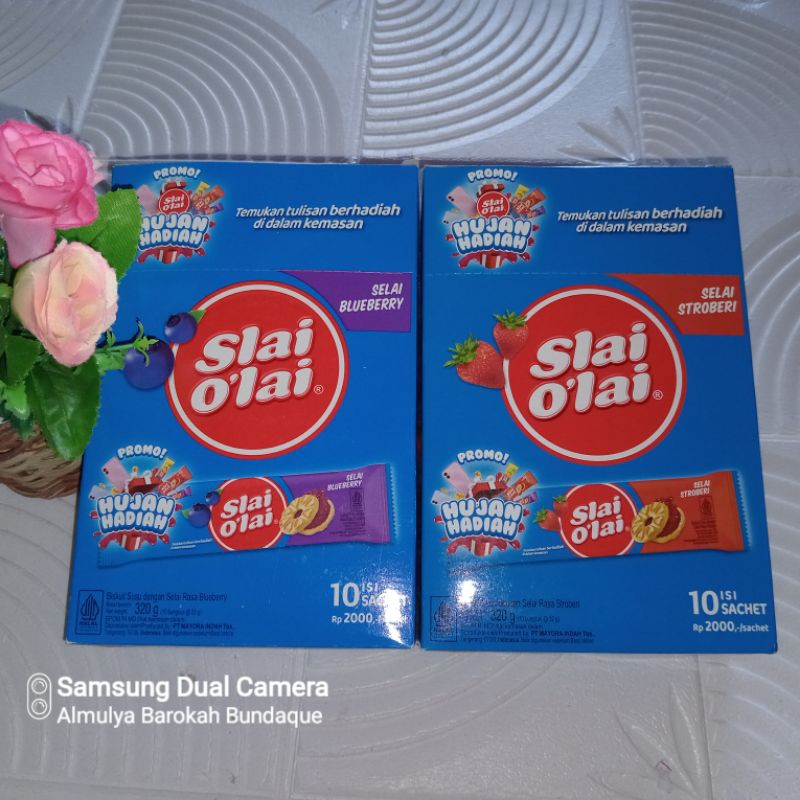 PROMO!
Slai
O'lai
HUJAN
HADIAH
Temukan tulisan berhadiah
di dalam kemasan
SELAI
BLUEBERRY
Slai
O'lai
PROMO!
HUJAN
HADIAH
Slai
O'lai
SELAI
BLUEBERRY
Biskuit Susu dengan Selai Rasa Blueberry
320 g
HALAL
PT MAYORA INDAH Tbk.
10 ISI
SACHET
Rp 2000,-/sachet
PROMO!
Slai
O'lai
HUJAN
HADIAH
Temukan tulisan berhadiah
di dalam kemasan
SELAI
STROBERI
Slai
O'lai
PROMO!
HUJAN
HADIAH
Slai
O'lai
SELAI
STROBERI
320 g
HALAL
PT MAYORA INDAH Tbk.
10 ISI
SACHET
Rp 2000,-/sachet
Samsung Dual Camera
Almulya Barokah Bundaque